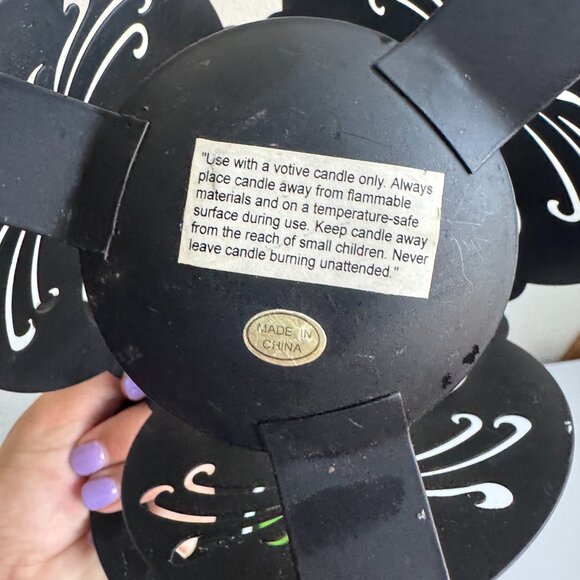 "Use with a votive candle only. Always
place candle away from flammable
materials and on a temperature-safe
surface during use. Keep candle away
from the reach of small children. Never
leave candle burning unattended."
MADE IN
CHINA